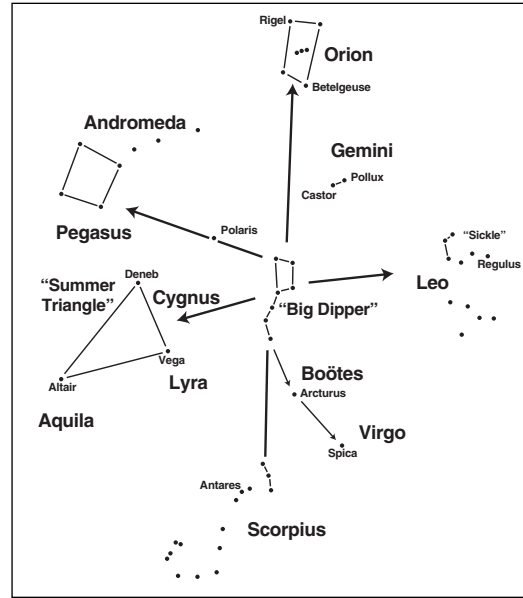 Rigel
Orion
Betelgeuse
Andromeda
Gemini
Pollux
Castor
Pegasus
Polaris
“Sickle”
Regulus
Leo
Deneb
“Summer
Triangle”
Cygnus
“Big Dipper”
Vega
Lyra
Altair
Aquila
Boötes
Arcturus
Virgo
Spica
Antares
Scorpius